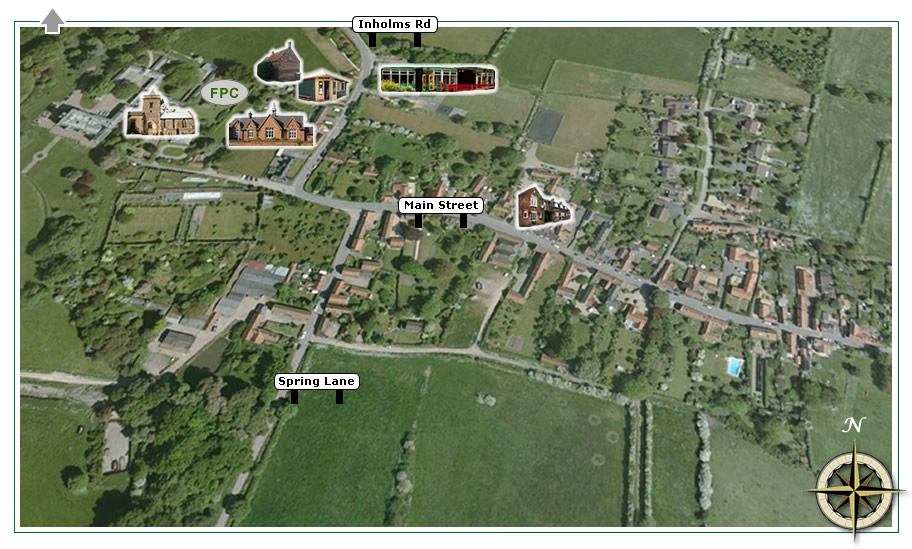 Inholms Rd
FPC
Main Street
Spring Lane
N